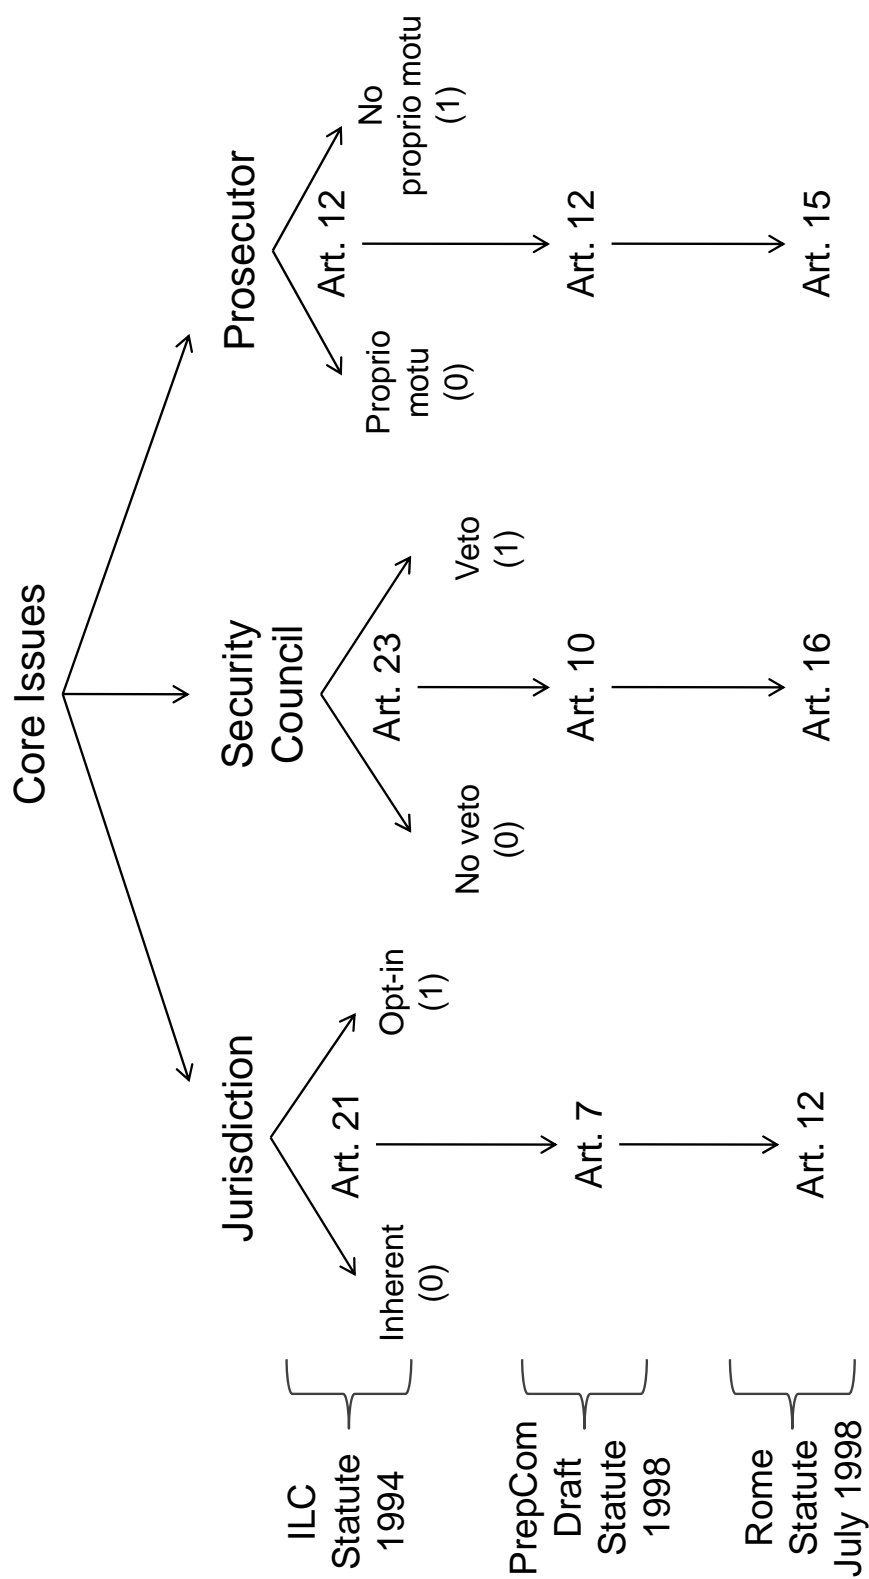 Core Issues
Jurisdiction
Security
Council
Prosecutor
ILC
Statute
1994
Inherent
(0)
Art. 21
Opt-in
(1)
No veto
(0)
Art. 23
Veto
(1)
Proprio
motu
(0)
Art. 12
No
proprio motu
(1)
PrepCom
Draft
Statute
1998
Art. 7
Art. 10
Art. 12
Rome
Statute
July 1998
Art. 12
Art. 16
Art. 15